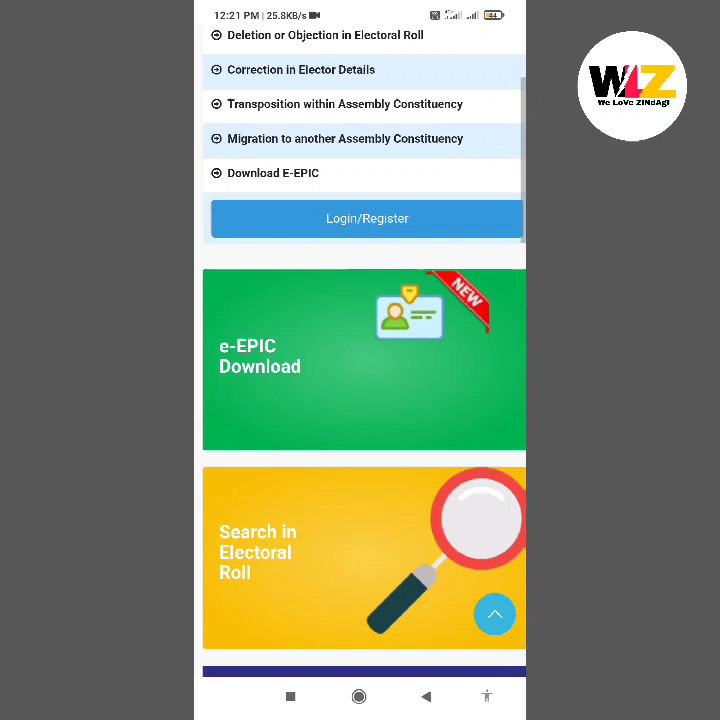 12:21 PM | 25.8KB/s
44
Deletion or Objection in Electoral Roll
Correction in Elector Details
Transposition within Assembly Constituency
Migration to another Assembly Constituency
Download E-EPIC
Login/Register
NEW
e-EPIC
Download
Search in
Electoral
Roll
WLZ
We LoVe ZiNdAgI